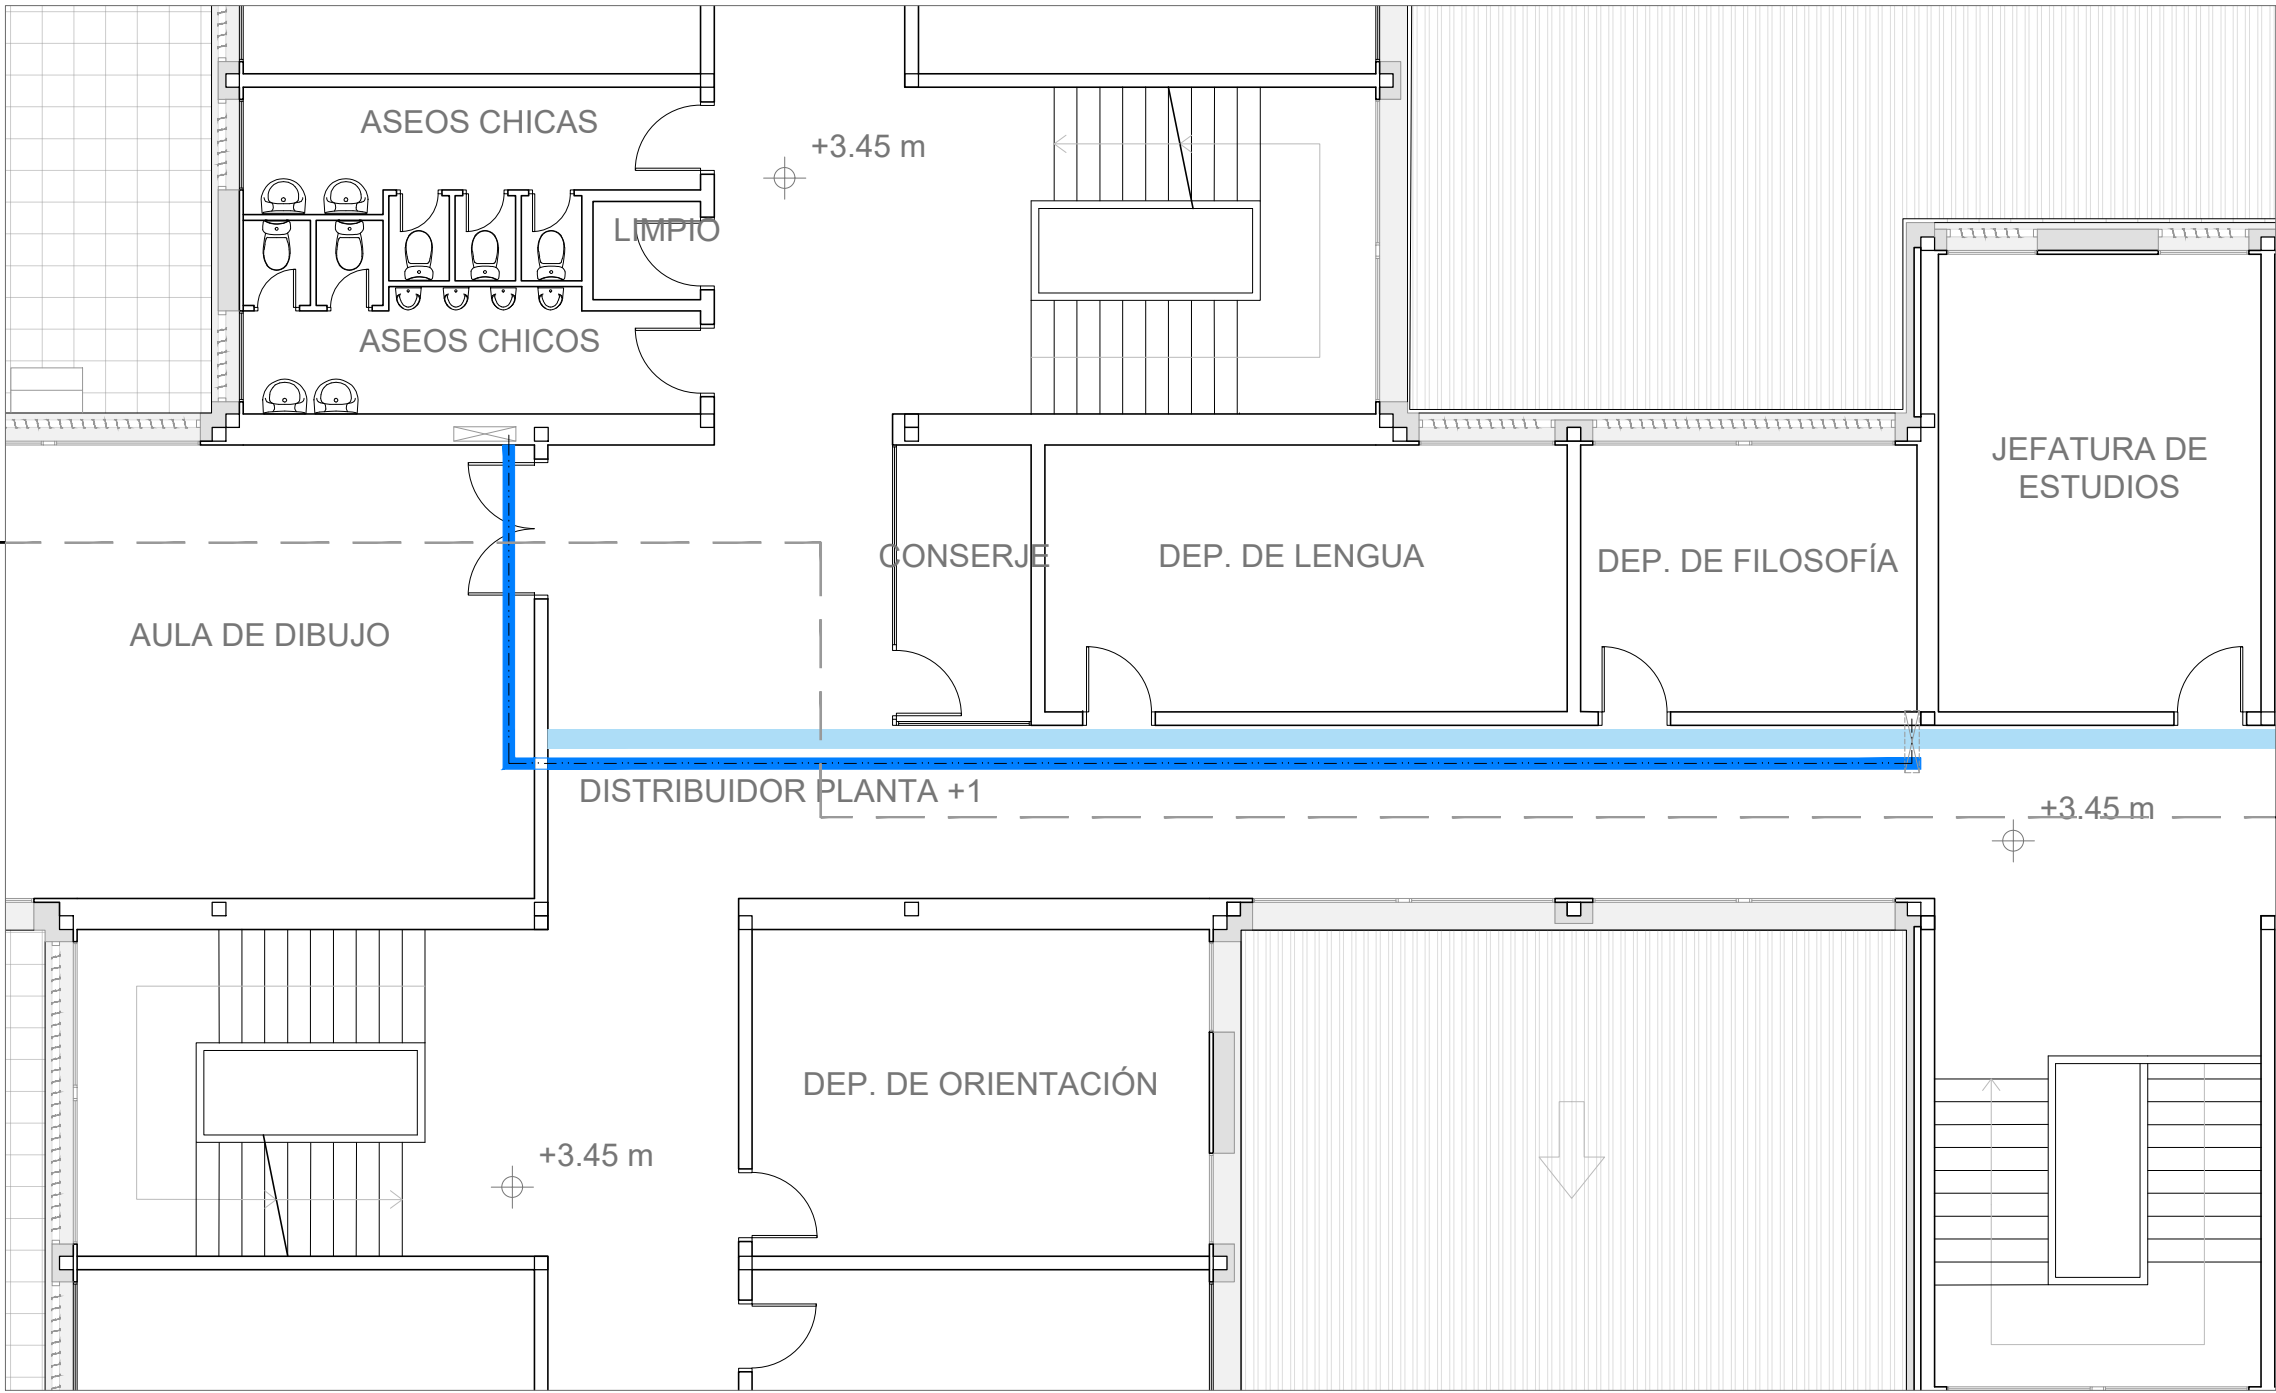 ASEOS CHICAS
+3.45 m
LIMPIO
ASEOS CHICOS
JEFATURA DE
ESTUDIOS
CONSERJE
DEP. DE LENGUA
DEP. DE FILOSOFÍA
AULA DE DIBUJO
DISTRIBUIDOR PLANTA +1
+3.45 m
DEP. DE ORIENTACIÓN
+3.45 m